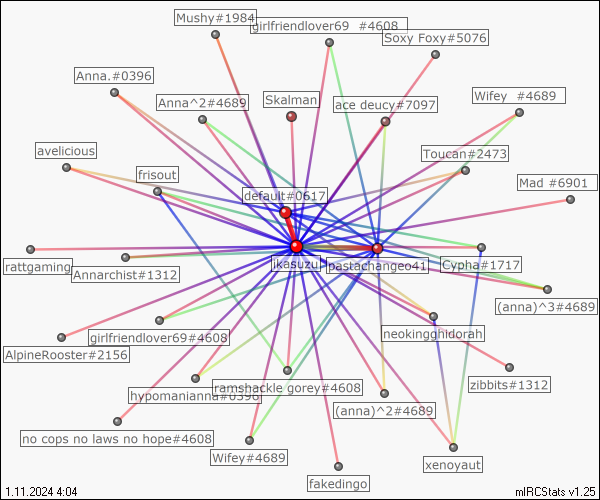 Mushy#1984
girlfriendlover69 #4608
Soxy Foxy#5076
Anna.#0396
Anna^2#4689
Skalman
ace deucy#7097
Wifey #4689
avelicious
frisout
Toucan#2473
Mad #6901
default#0617
ikasuzu
pastachangeo41
Cypha#1717
rattgaming
Annarchist#1312
(anna)^3#4689
girlfriendlover69#4608
neokingghidorah
AlpineRooster#2156
hypomanianna#0396
ramshackle gorey#4608
zibbits#1312
(anna)^2#4689
no cops no laws no hope#4608
Wifey#4689
xenoyaut
fakedingo
1.11.2024 4:04
mIRCStats v1.25